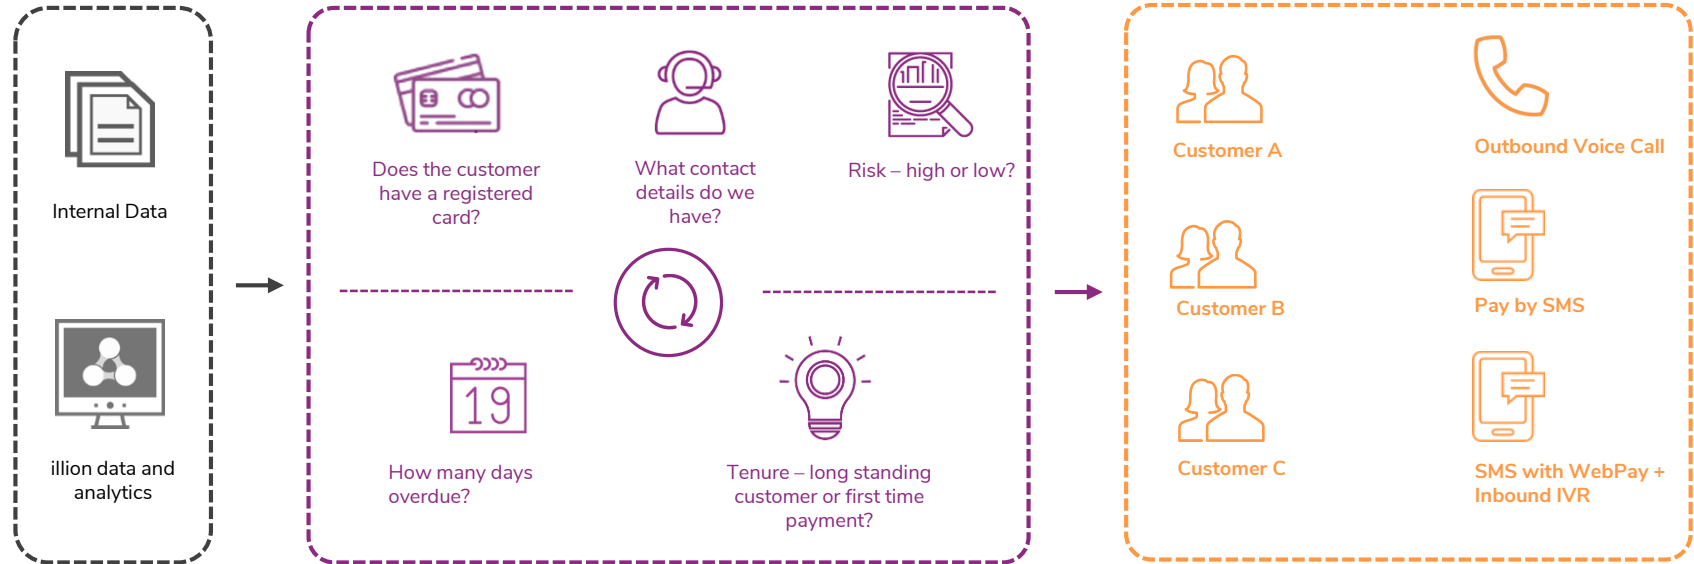 Internal Data
illion data and
analytics
Does the customer
have a registered
card?
What contact
details do we
have?
Risk – high or low?
19
How many days
overdue?
Tenure – long standing
customer or first time
payment?
Customer A
Outbound Voice Call
Customer B
Pay by SMS
Customer C
SMS with WebPay +
Inbound IVR